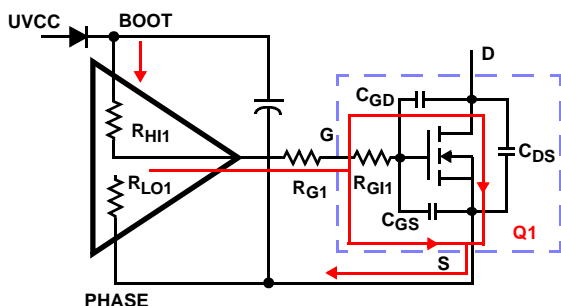 UVCC
BOOT
D
CGD
RHI1
G
CDS
RLO1
RG1
RGI1
CGS
Q1
S
PHASE